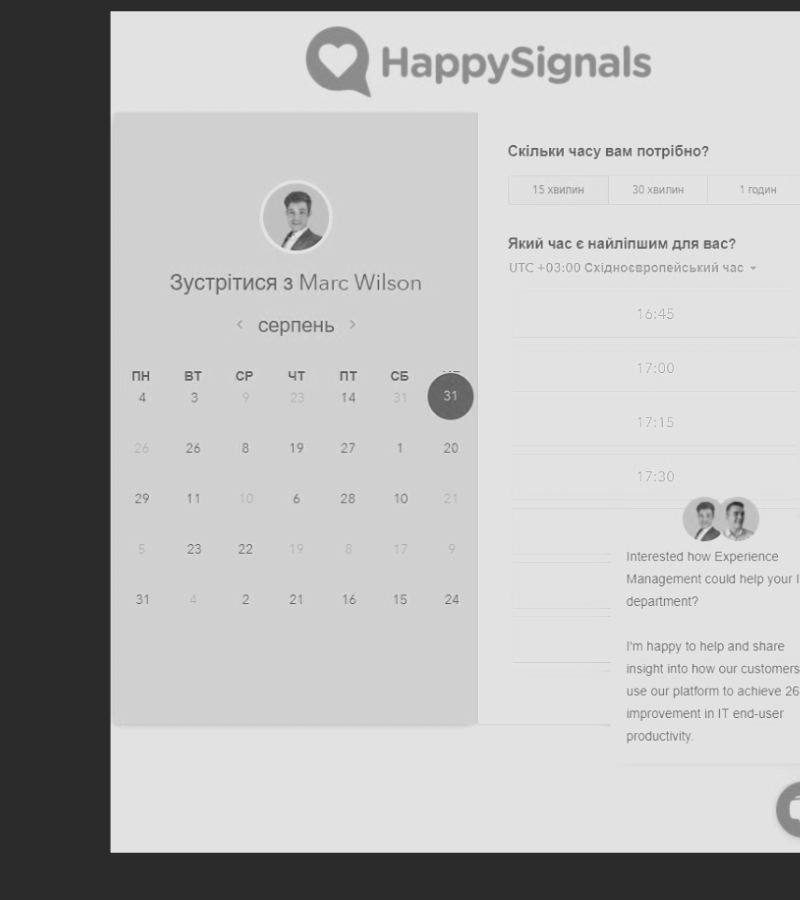 HappySignals
Зустрітися з Marc Wilson
‹ серпень ›
ПН ВТ СР ЧТ ПТ СБ
4 3 9 23 14 31 31
26 26 8 19 27 1 20
29 11 10 6 28 10 21
5 23 22 19 8 17 9
31 4 2 21 16 15 24
Скільки часу вам потрібно?
15 хвилин 30 хвилин 1 годин
Який час є найліпшим для вас?
UTC +03:00 Східноєвропейський час
16:45
17:00
17:15
17:30
Interested how Experience
Management could help your
department?
I'm happy to help and share
insight into how our customers
use our platform to achieve 26
improvement in IT end-user
productivity.